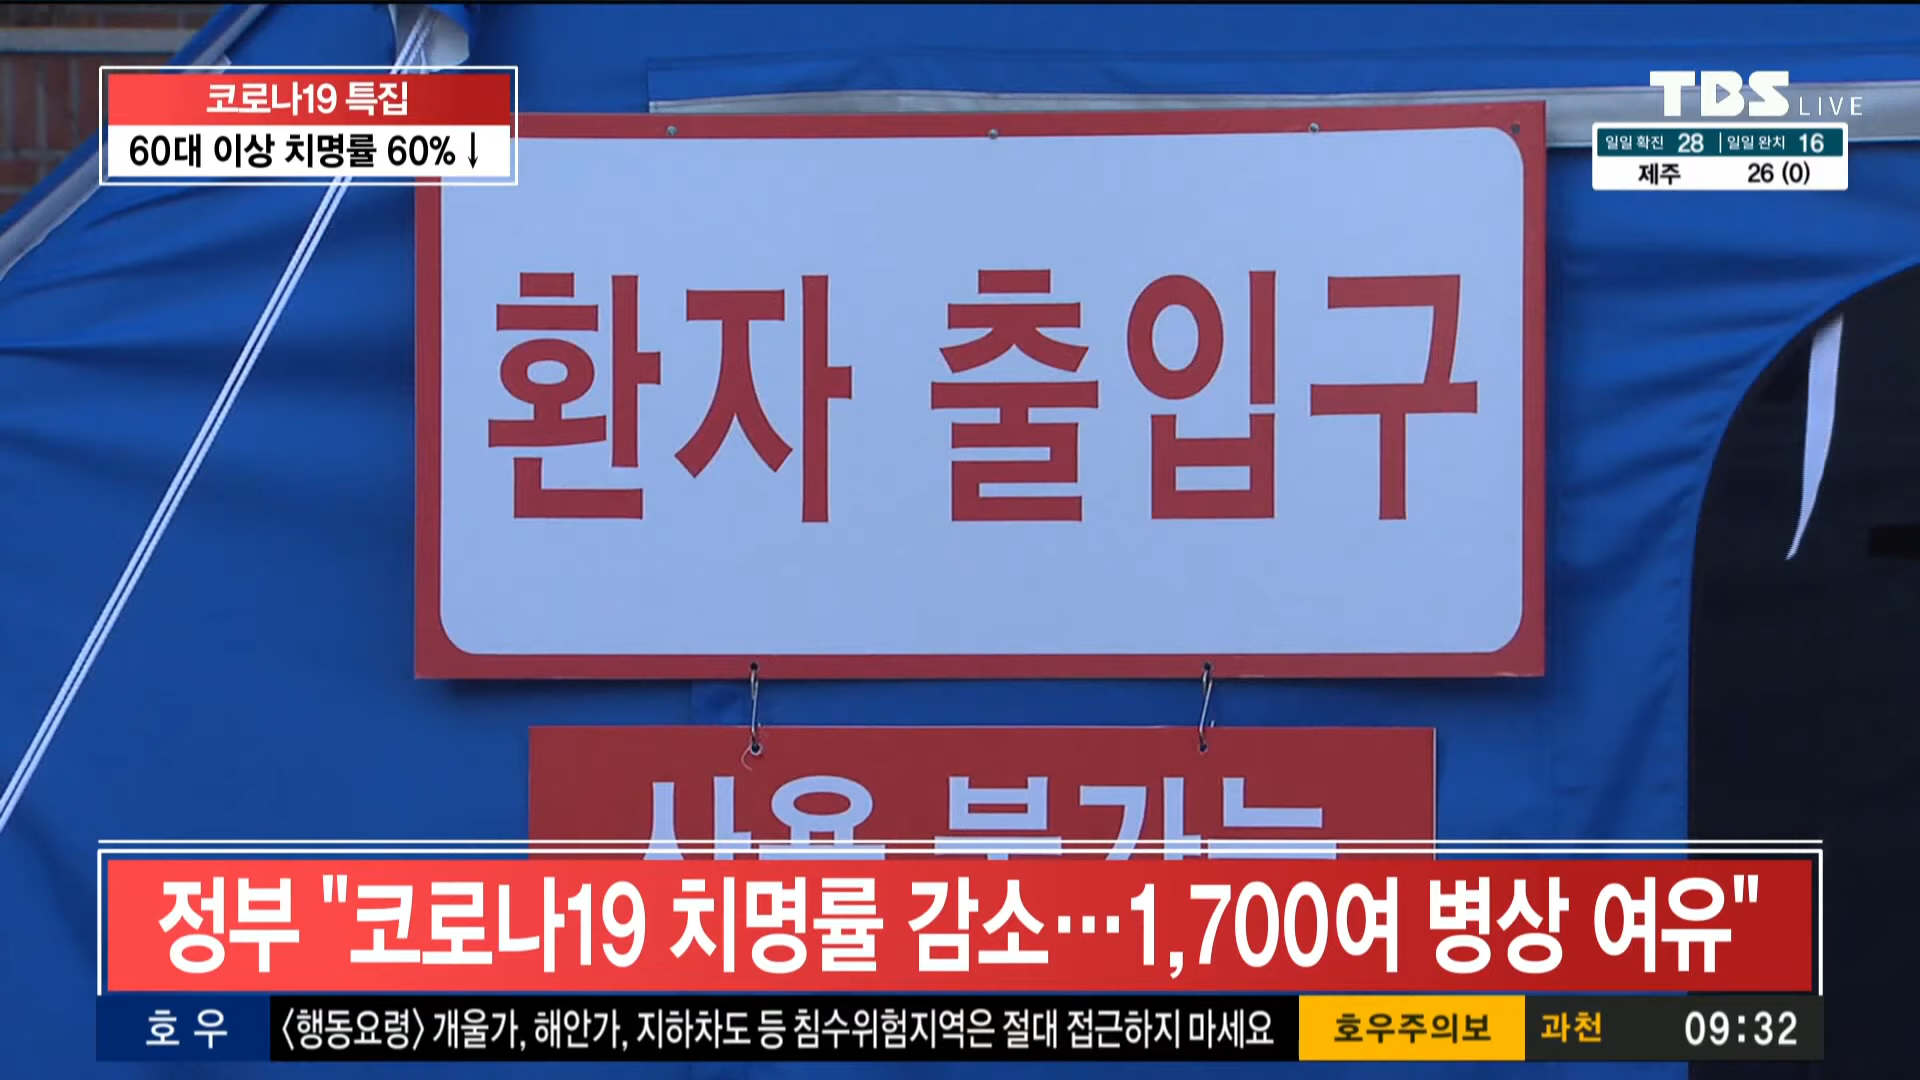 코로나19 특집
60대 이상 치명률 60%↓
TBS LIVE
일일 확진 28 일일 완치 16
제주 26 (0)
환자 출입구
사용 불가능
정부 "코로나19 치명률 감소…1,700여 병상 여유"
호우 〈행동요령〉 개울가, 해안가, 지하차도 등 침수위험지역은 절대 접근하지 마세요 호우주의보 과천 09:32